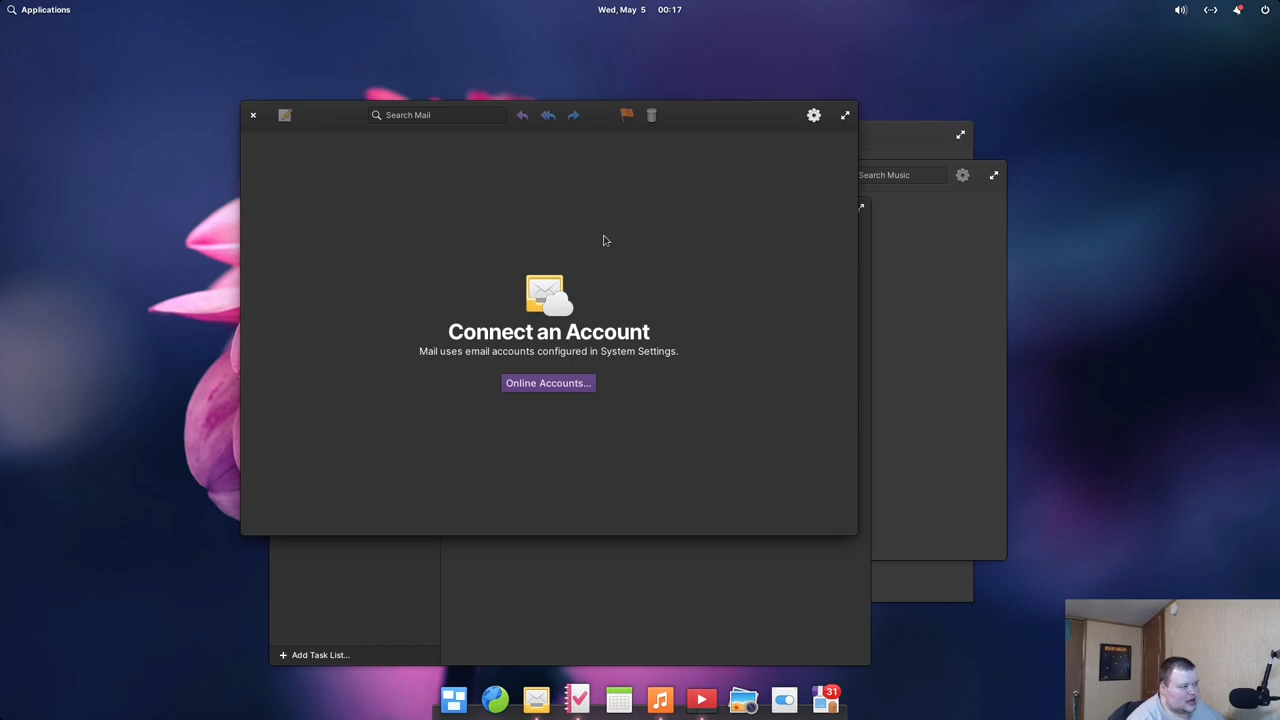 Applications
Wed, May 5 00:17
Search Mail
Search Music
Connect an Account
Mail uses email accounts configured in System Settings.
Online Accounts...
+ Add Task List...
31